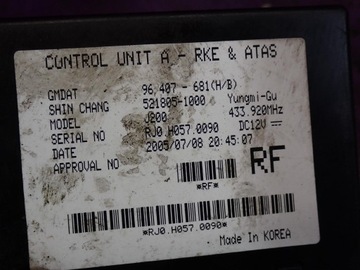 CONTROL UNIT A.- RKE & ATAS
GMDAT 96 407 - 681(H/B)
SHIN CHANG 521805-1000 Yungmi-Gu
MODEL J200 433.920MHz
SERIAL NO RJ0.H057.0090 DC12V
DATE 2005/07/08 20:45:07
APPROVAL NO
*RF*
RF
*RJ0.H057.0090*
Made In KOREA